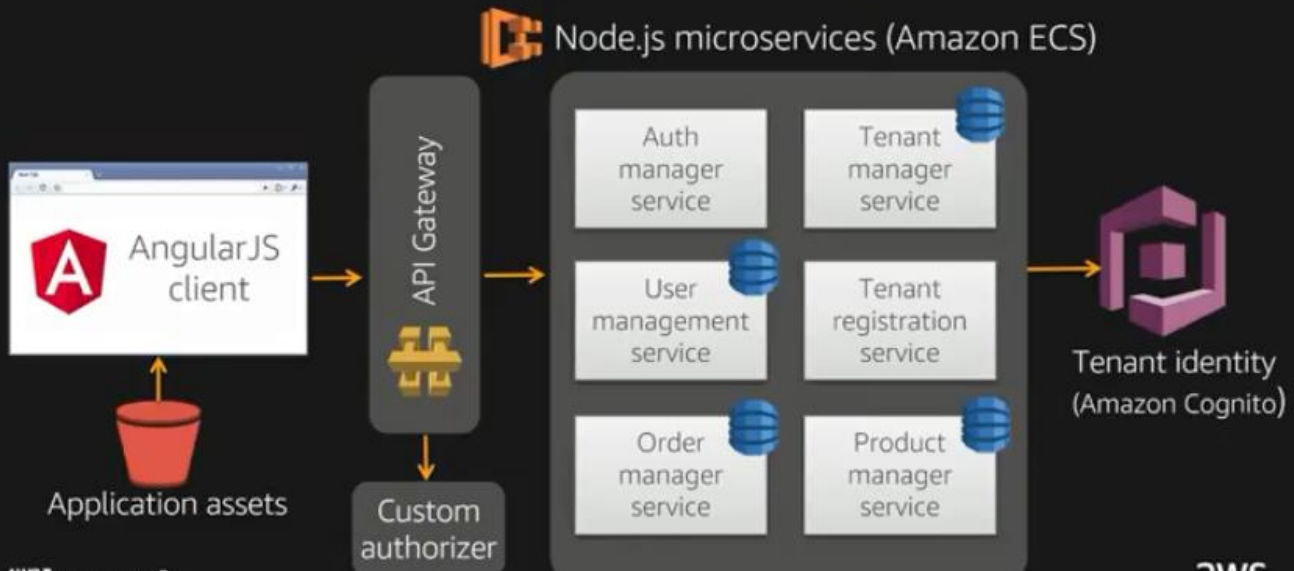 Node.js microservices (Amazon ECS)
AngularJS
client
Application assets
API Gateway
Custom
authorizer
Auth
manager
service
Tenant
manager
service
User
management
service
Tenant
registration
service
Order
manager
service
Product
manager
service
Tenant identity
(Amazon Cognito)
aws